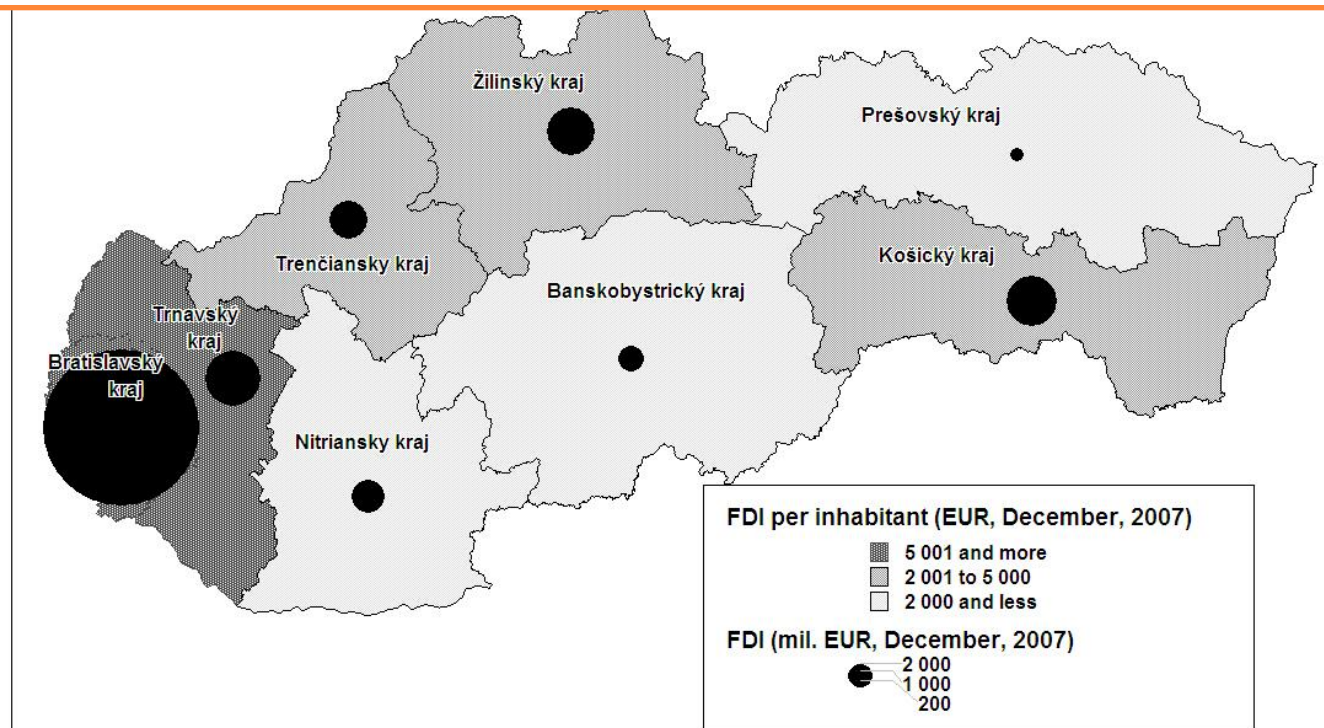 Žilinský kraj
Prešovský kraj
Trenčiansky kraj
Košický kraj
Banskobystrický kraj
Trnavský
kraj
Bratislavský
kraj
Nitriansky kraj
FDI per inhabitant (EUR, December, 2007)
5 001 and more
2 001 to 5 000
2 000 and less
FDI (mil. EUR, December, 2007)
2 000
1 000
200